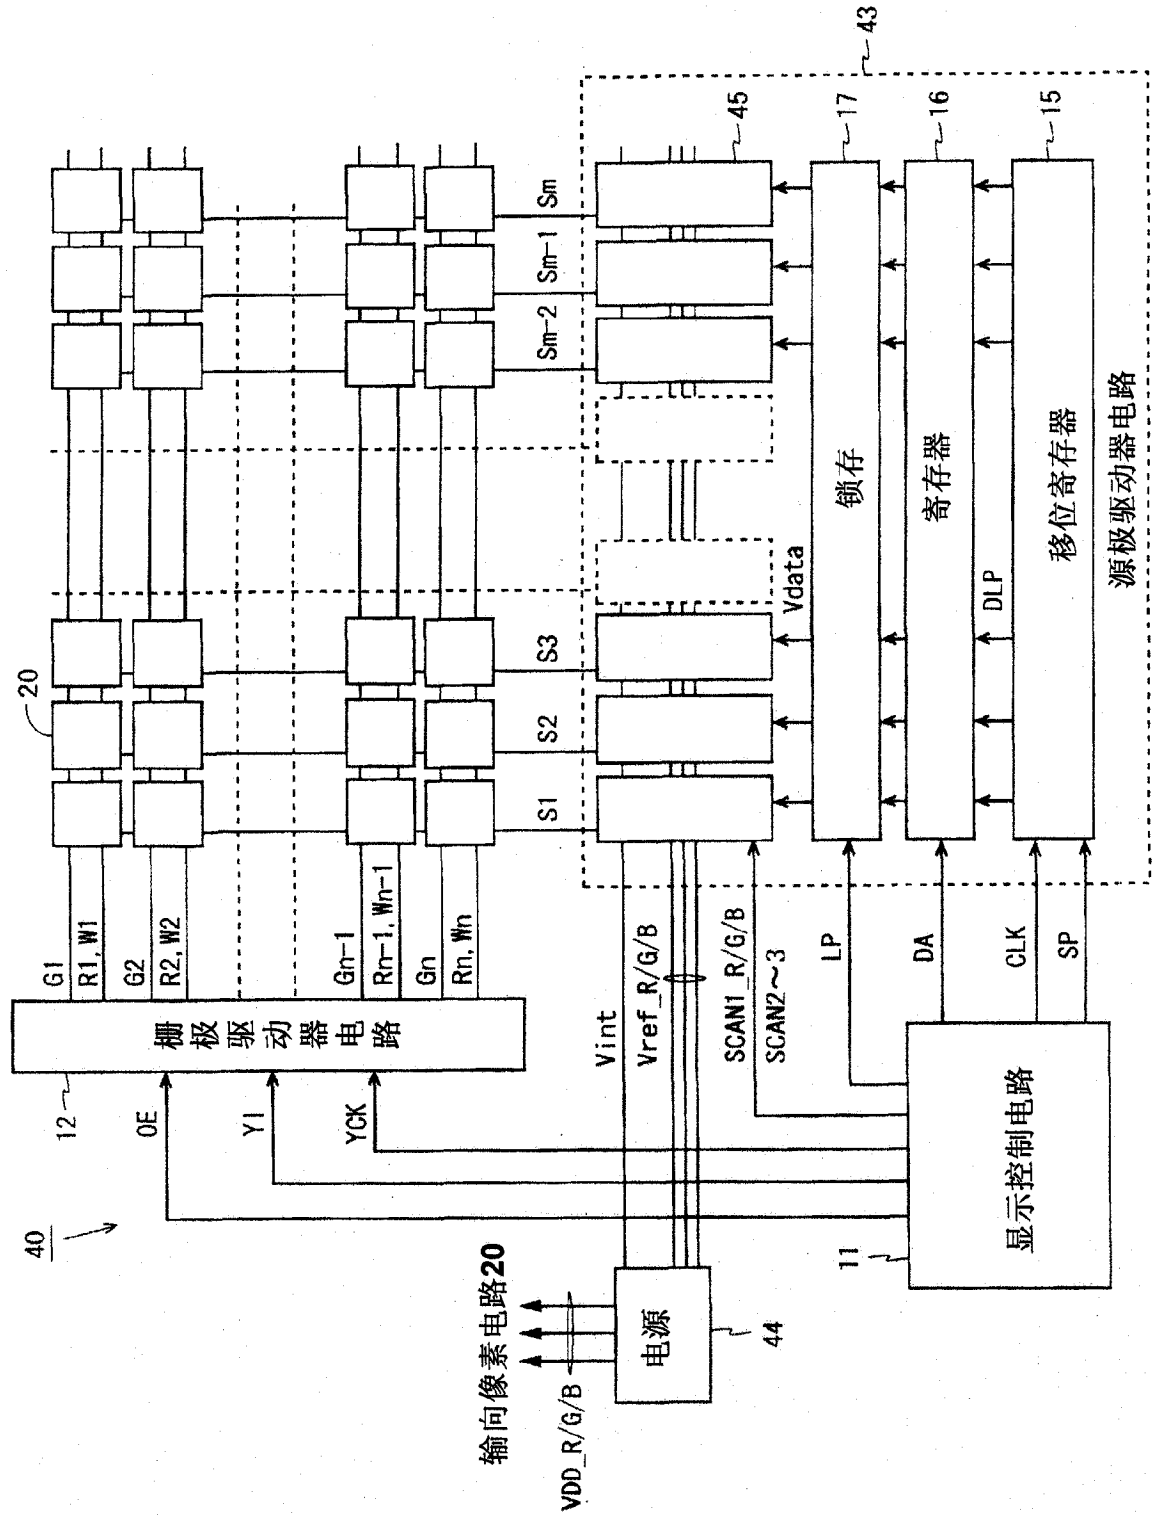 40
12
栅极驱动器电路
OE
YI
YCK
G1
R1, W1
G2
R2, W2
Gn-1
Rn-1, Wn-1
Gn
Rn, Wn
20
S1
S2
S3
Sm-2
Sm-1
Sm
输向像素电路20
VDD_R/G/B
电源
44
Vint
Vref_R/G/B
SCAN1_R/G/B
SCAN2～3
45
Vdata
LP
锁存
17
DA
寄存器
16
DLP
CLK
SP
移位寄存器
15
源极驱动器电路
43
显示控制电路
11